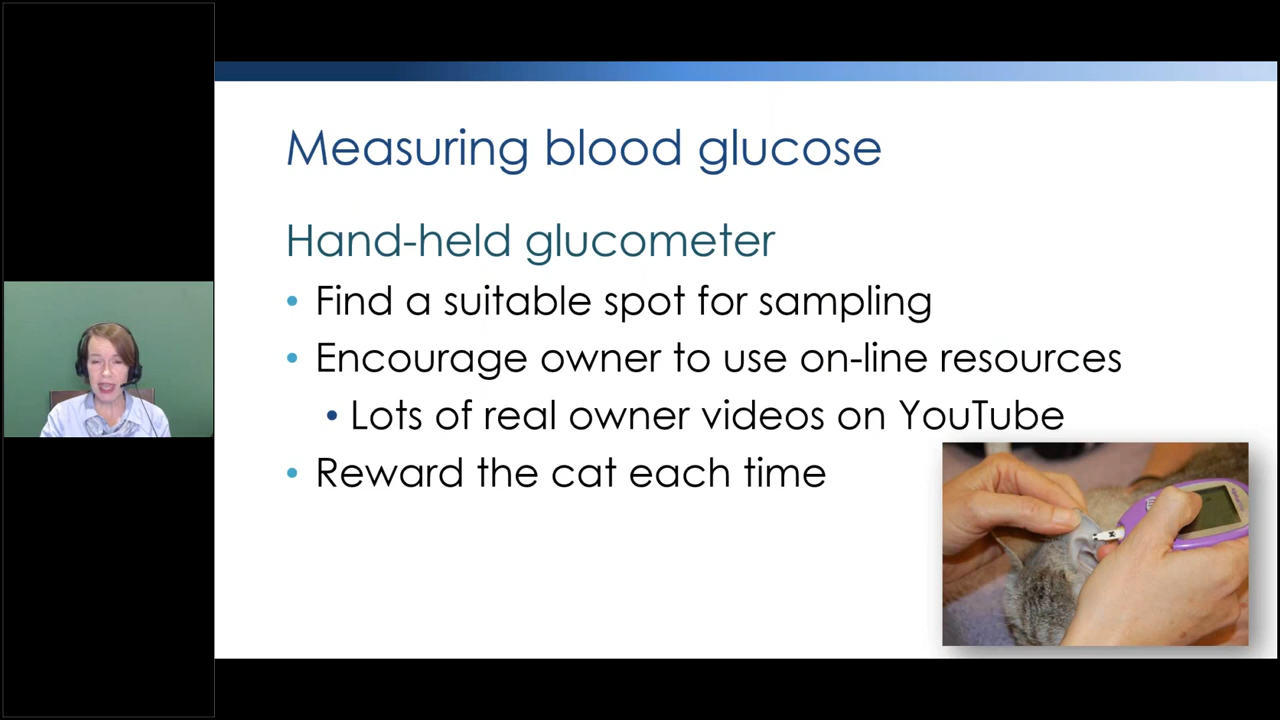 Measuring blood glucose
Hand-held glucometer
• Find a suitable spot for sampling
• Encourage owner to use on-line resources
• Lots of real owner videos on YouTube
• Reward the cat each time